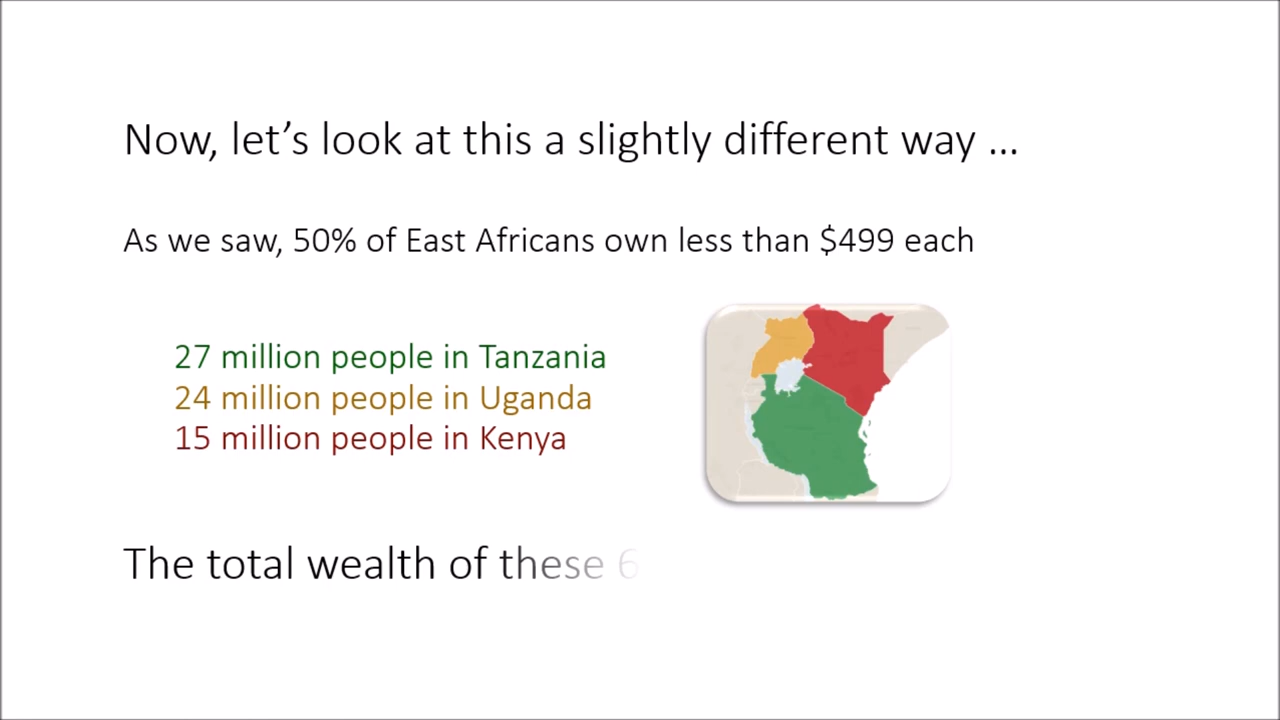 Now, let’s look at this a slightly different way ...
As we saw, 50% of East Africans own less than $499 each
27 million people in Tanzania
24 million people in Uganda
15 million people in Kenya
The total wealth of these 6